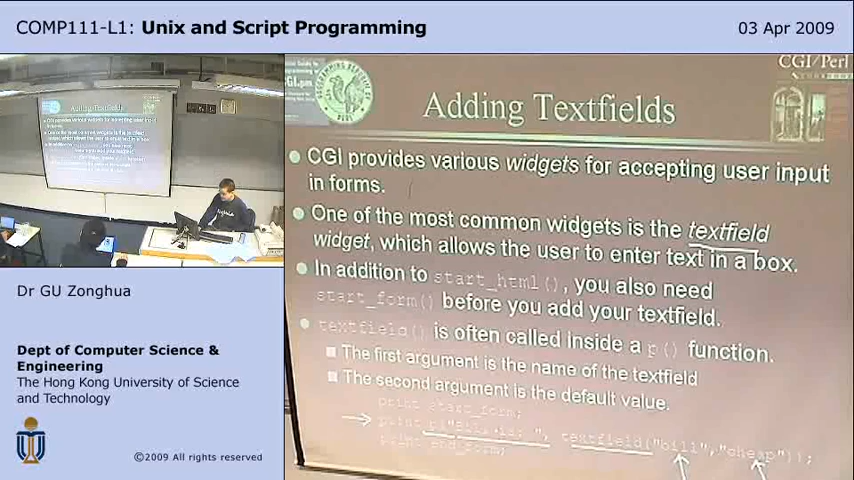 COMP111-L1: Unix and Script Programming
03 Apr 2009
CGI/Perl
Adding Textfields
CGI provides various widgets for accepting user input
in forms.
One of the most common widgets is the textfield
widget, which allows the user to enter text in a box.
In addition to start_html(), you also need
start_form() before you add your textfield.
textfield() is often called inside a p() function.
The first argument is the name of the textfield
The second argument is the default value.
print start_form;
textfield("bill","cheap"));
print end_form;
Dr GU Zonghua
Dept of Computer Science &
Engineering
The Hong Kong University of Science
and Technology
©2009 All rights reserved